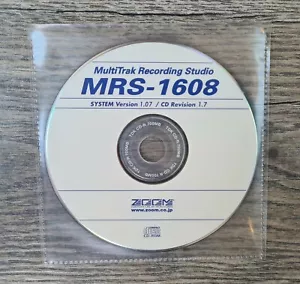 MultiTrak Recording Studio
MRS-1608
SYSTEM Version 1.07 / CD Revision 1.7
ZOOM
www.zoom.co.jp